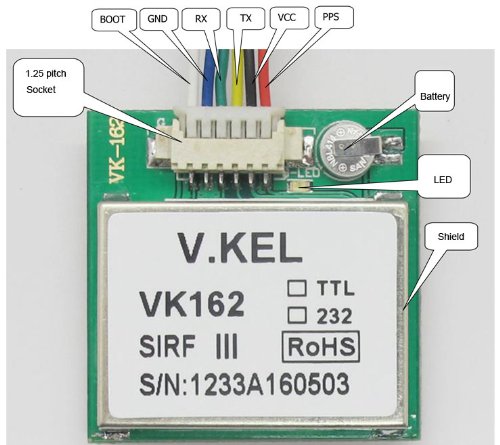 BOOT
GND
RX
TX
VCC
PPS
1.25 pitch
Socket
Battery
VK-162
LED
LED
Shield
V.KEL
VK162
TTL
232
SIRF III
RoHS
S/N:1233A160503